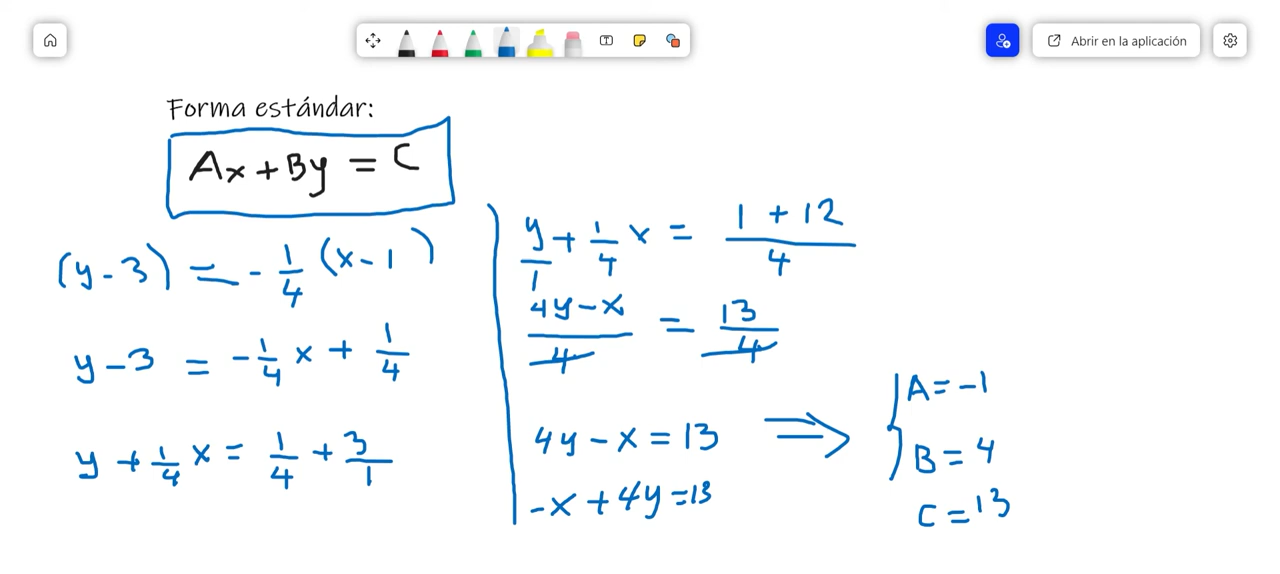 Abrir en la aplicación
Forma estándar:
Ax + By = C
(y - 3) = - 1/4 (x - 1)
y - 3 = - 1/4 x + 1/4
y + 1/4 x = 1/4 + 3/1
y/1 + 1/4 x = (1 + 12)/4
(4y - x)/4 = 13/4
4y - x = 13
-x + 4y = 13
⇒ { A = -1
B = 4
C = 13